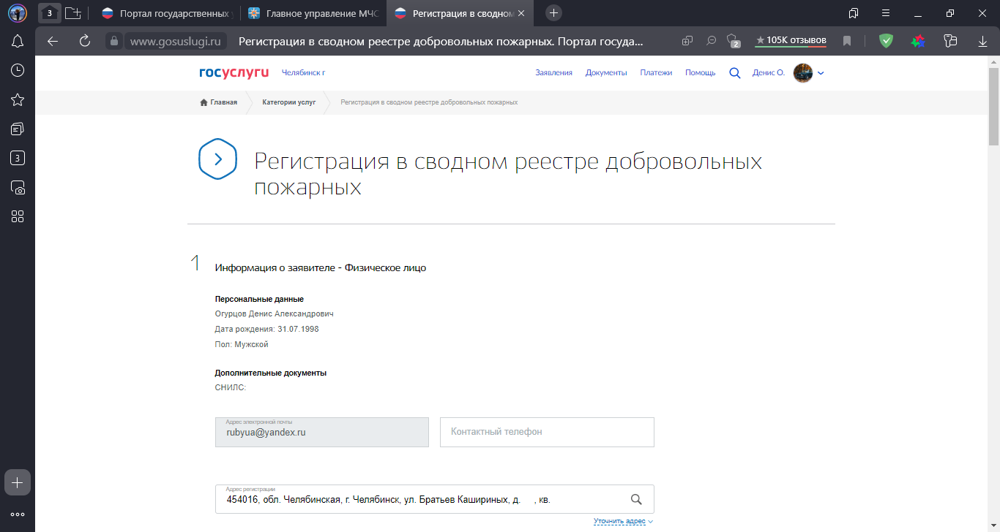 3
Портал государственных
Главное управление МЧС
Регистрация в сводном
www.gosuslugi.ru
Регистрация в сводном реестре добровольных пожарных. Портал госуда...
2
★ 105К отзывов
3
госуслуги
Челябинск г
Заявления
Документы
Платежи
Помощь
Денис О.
Главная
Категории услуг
Регистрация в сводном реестре добровольных пожарных
Регистрация в сводном реестре добровольных
пожарных
1
Информация о заявителе - Физическое лицо
Персональные данные
Огурцов Денис Александрович
Дата рождения: 31.07.1998
Пол: Мужской
Дополнительные документы
СНИЛС:
Адрес электронной почты
rubyua@yandex.ru
Контактный телефон
Адрес регистрации
454016, обл. Челябинская, г. Челябинск, ул. Братьев Кашириных, д. , кв.
Уточнить адрес